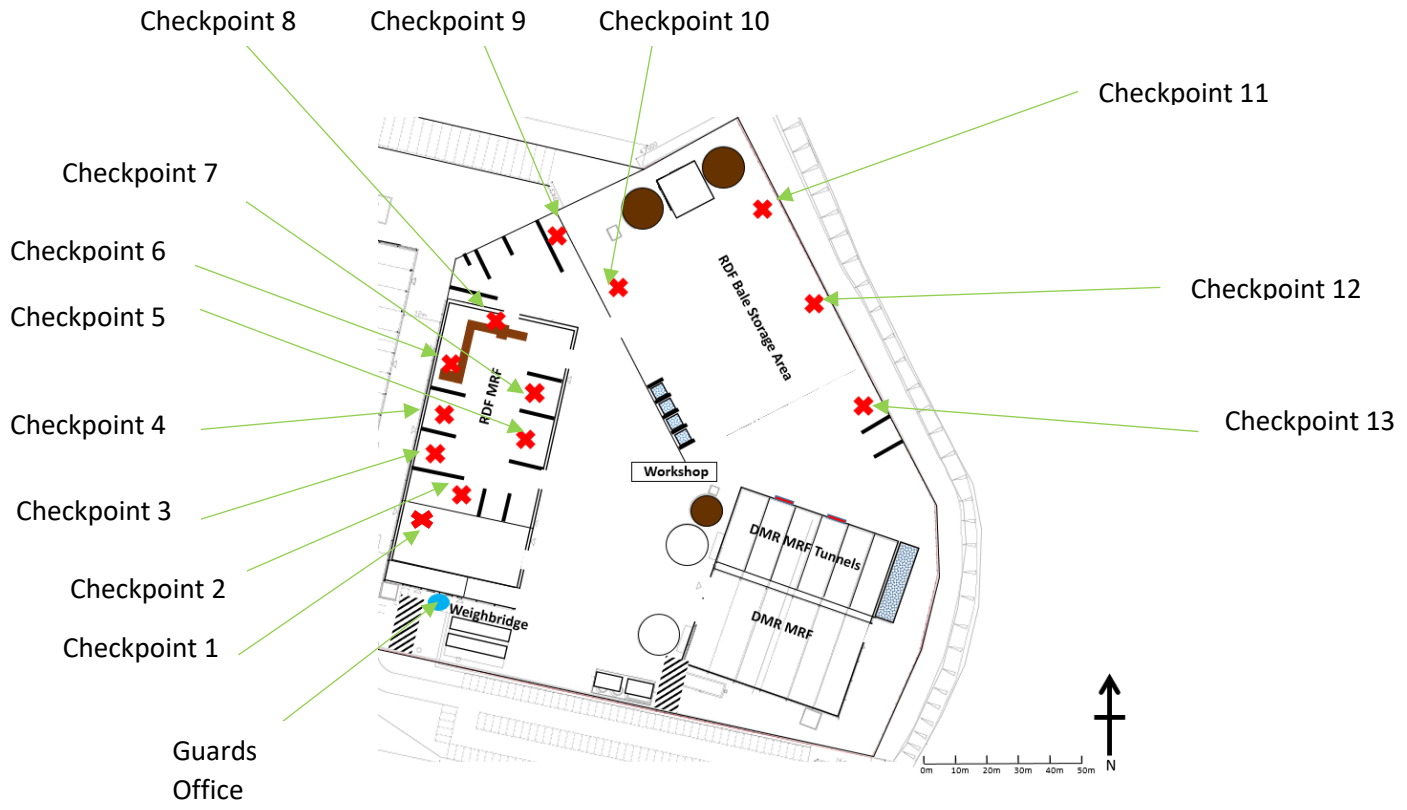 Checkpoint 8
Checkpoint 9
Checkpoint 10
Checkpoint 11
Checkpoint 7
Checkpoint 6
Checkpoint 5
Checkpoint 12
RDF Bale Storage Area
RDF MRF
Checkpoint 4
Checkpoint 13
Workshop
Checkpoint 3
DMR MRF Tunnels
Checkpoint 2
Weighbridge
DMR MRF
Checkpoint 1
Guards
Office
N
0m 10m 20m 30m 40m 50m